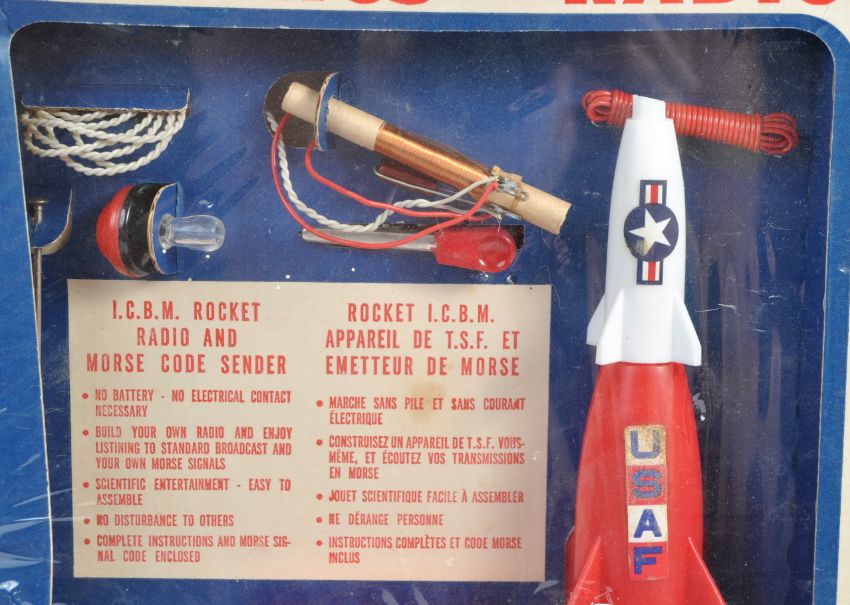 RADIO
I.C.B.M. ROCKET
RADIO AND
MORSE CODE SENDER
• NO BATTERY - NO ELECTRICAL CONTACT
NECESSARY
• BUILD YOUR OWN RADIO AND ENJOY
LISTINING TO STANDARD BROADCAST AND
YOUR OWN MORSE SIGNALS
• SCIENTIFIC ENTERTAINMENT - EASY TO
ASSEMBLE
• NO DISTURBANCE TO OTHERS
• COMPLETE INSTRUCTIONS AND MORSE SIG-
NAL CODE ENCLOSED
ROCKET I.C.B.M.
APPAREIL DE T.S.F. ET
EMETTEUR DE MORSE
• MARCHE SANS PILE ET SANS COURANT
ÉLECTRIQUE
• CONSTRUISEZ UN APPAREIL DE T.S.F. VOUS-
MÊME, ET ÉCOUTEZ VOS TRANSMISSIONS
EN MORSE
• JOUET SCIENTIFIQUE FACILE À ASSEMBLER
• NE DÉRANGE PERSONNE
• INSTRUCTIONS COMPLÈTES ET CODE MORSE
INCLUS
USAF